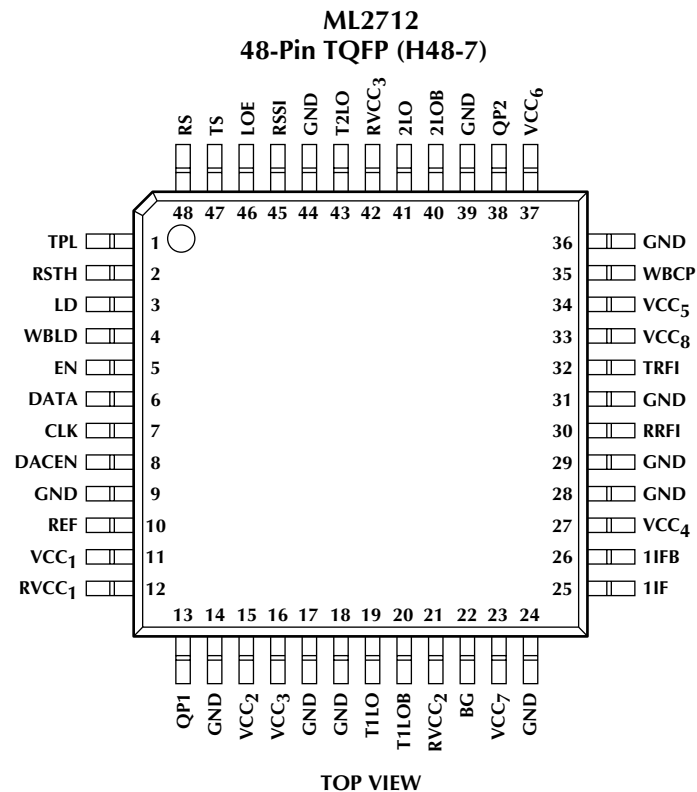 ML2712
48-Pin TQFP (H48-7)
RS TS LOE RSSI GND T2LO RVCC3 2LO 2LOB GND QP2 VCC6
48 47 46 45 44 43 42 41 40 39 38 37
TPL 1 36 GND
RSTH 2 35 WBCP
LD 3 34 VCC5
WBLD 4 33 VCC8
EN 5 32 TRFI
DATA 6 31 GND
CLK 7 30 RRFI
DACEN 8 29 GND
GND 9 28 GND
REF 10 27 VCC4
VCC1 11 26 1IFB
RVCC1 12 25 1IF
13 14 15 16 17 18 19 20 21 22 23 24
QP1 GND VCC2 VCC3 GND GND T1LO T1LOB RVCC2 BG VCC7 GND
TOP VIEW